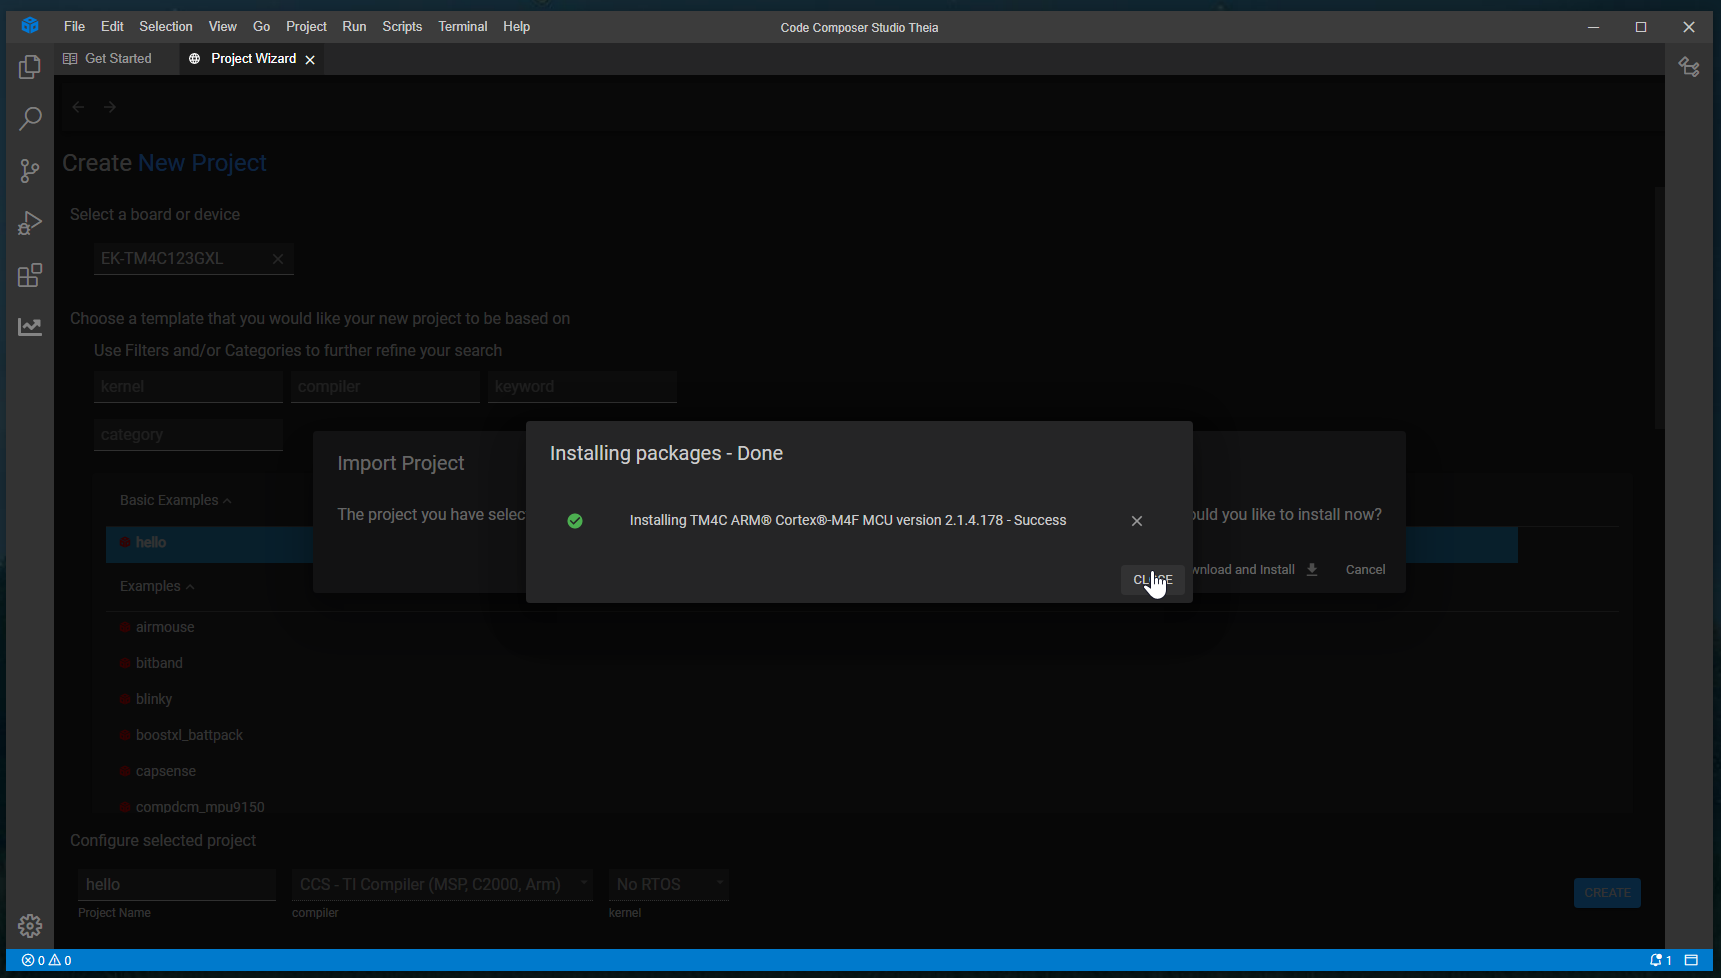 File Edit Selection View Go Project Run Scripts Terminal Help
Code Composer Studio Theia
Get Started
Project Wizard
Create New Project
Select a board or device
EK-TM4C123GXL
Choose a template that you would like your new project to be based on
Use Filters and/or Categories to further refine your search
kernel compiler keyword
category
Import Project
The project you have selec
uld you like to install now?
wnload and Install Cancel
Installing packages - Done
Installing TM4C ARM® Cortex®-M4F MCU version 2.1.4.178 - Success
Basic Examples
hello
Examples
airmouse
bitband
blinky
boostxl_battpack
capsense
compdcm_mpu9150
Configure selected project
hello CCS - TI Compiler (MSP, C2000, Arm) No RTOS
Project Name compiler kernel
CREATE
0 0
1